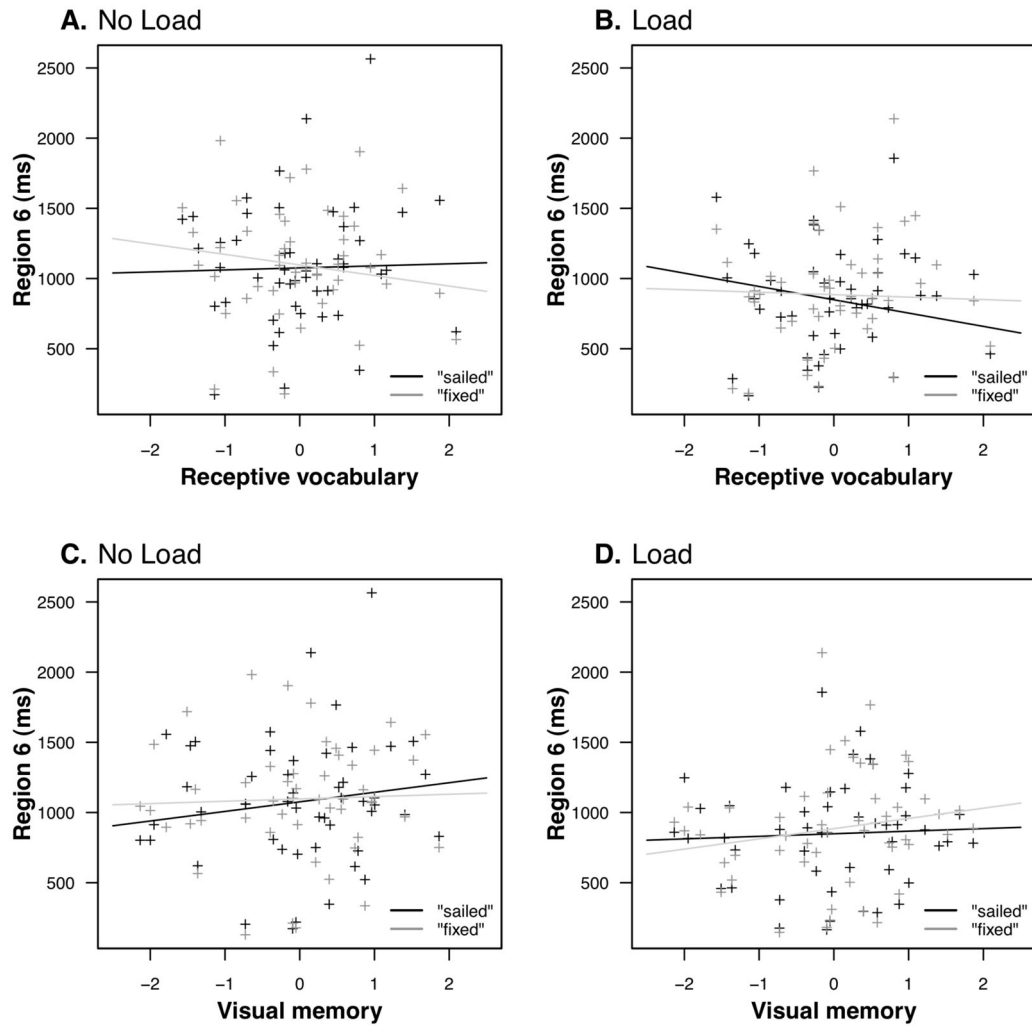 A. No Load
2500
2000
1500
1000
500
Region 6 (ms)
"sailed"
"fixed"
−2 −1 0 1 2
Receptive vocabulary
B. Load
2500
2000
1500
1000
500
Region 6 (ms)
"sailed"
"fixed"
−2 −1 0 1 2
Receptive vocabulary
C. No Load
2500
2000
1500
1000
500
Region 6 (ms)
"sailed"
"fixed"
−2 −1 0 1 2
Visual memory
D. Load
2500
2000
1500
1000
500
Region 6 (ms)
"sailed"
"fixed"
−2 −1 0 1 2
Visual memory